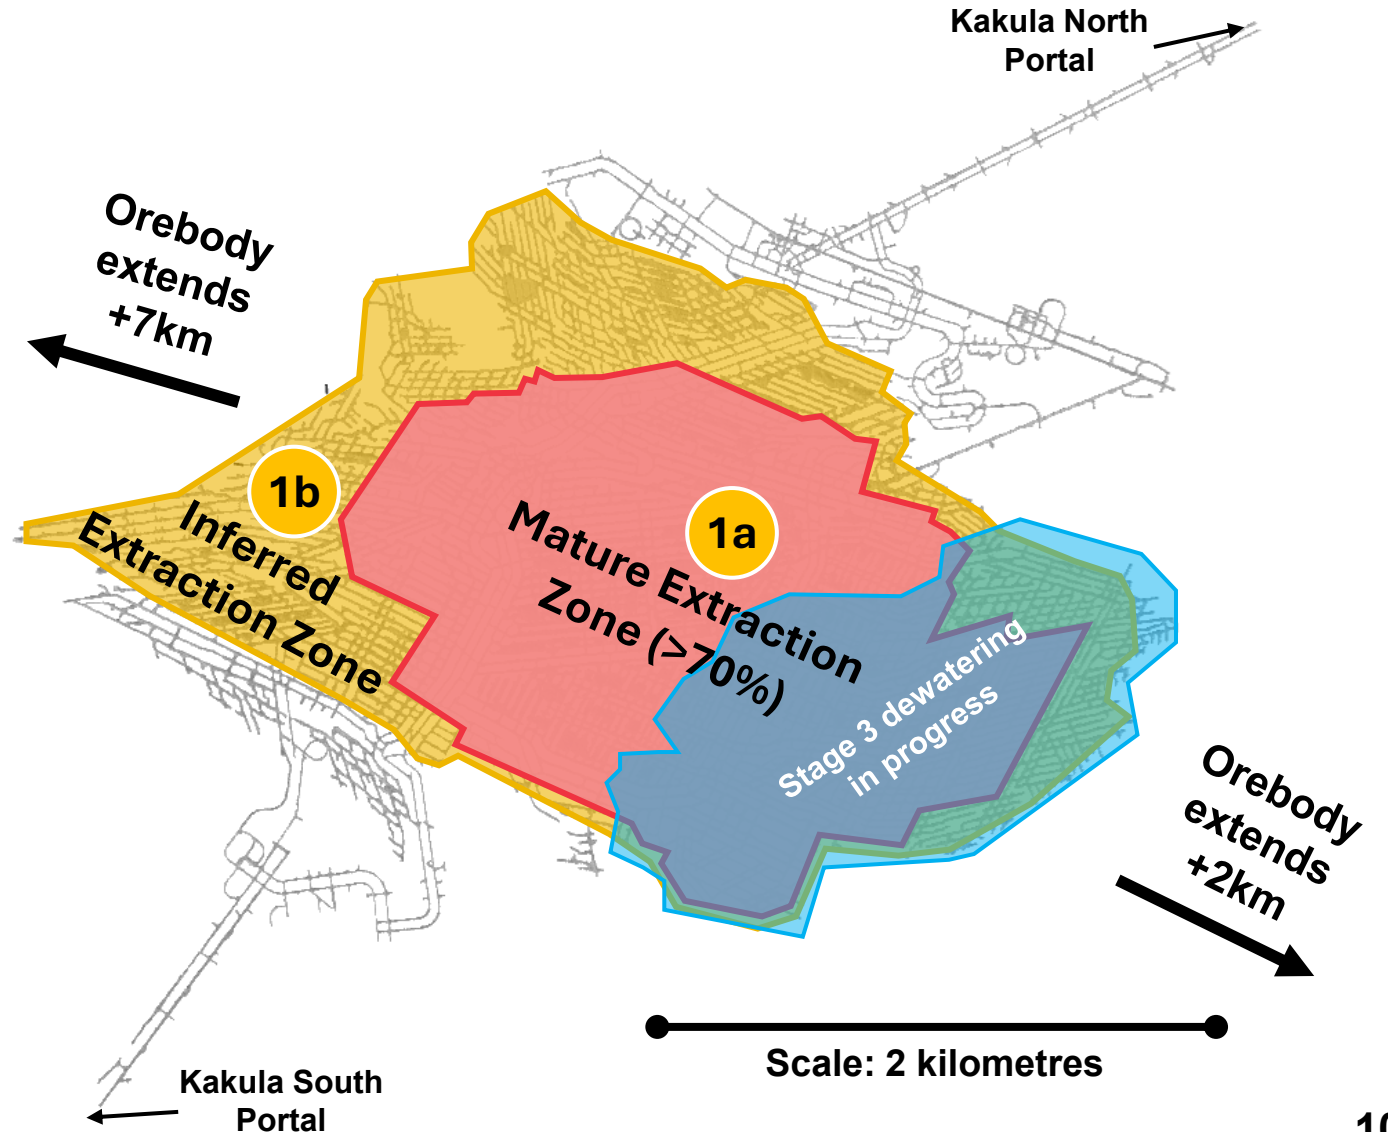 Kakula North
Portal
Orebody
extends
+7km
1b
1a
Inferred
Extraction Zone
Mature Extraction
Zone (>70%)
Stage 3 dewatering
in progress
Orebody
extends
+2km
Scale: 2 kilometres
Kakula South
Portal